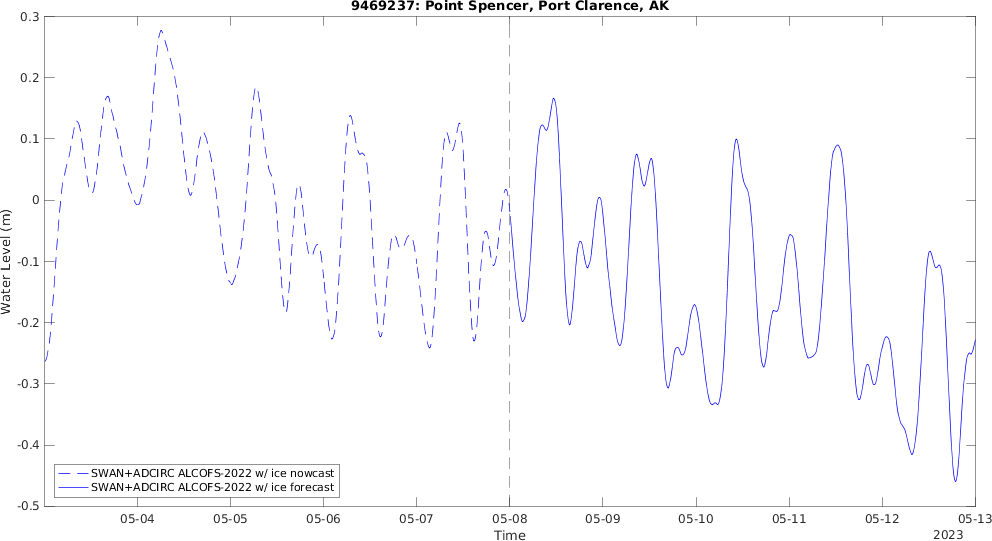 9469237: Point Spencer, Port Clarence, AK
0.3
0.2
0.1
0
-0.1
-0.2
-0.3
-0.4
-0.5
Water Level (m)
SWAN+ADCIRC ALCOFS-2022 w/ ice nowcast
SWAN+ADCIRC ALCOFS-2022 w/ ice forecast
05-04 05-05 05-06 05-07 05-08 05-09 05-10 05-11 05-12 05-13
Time
2023